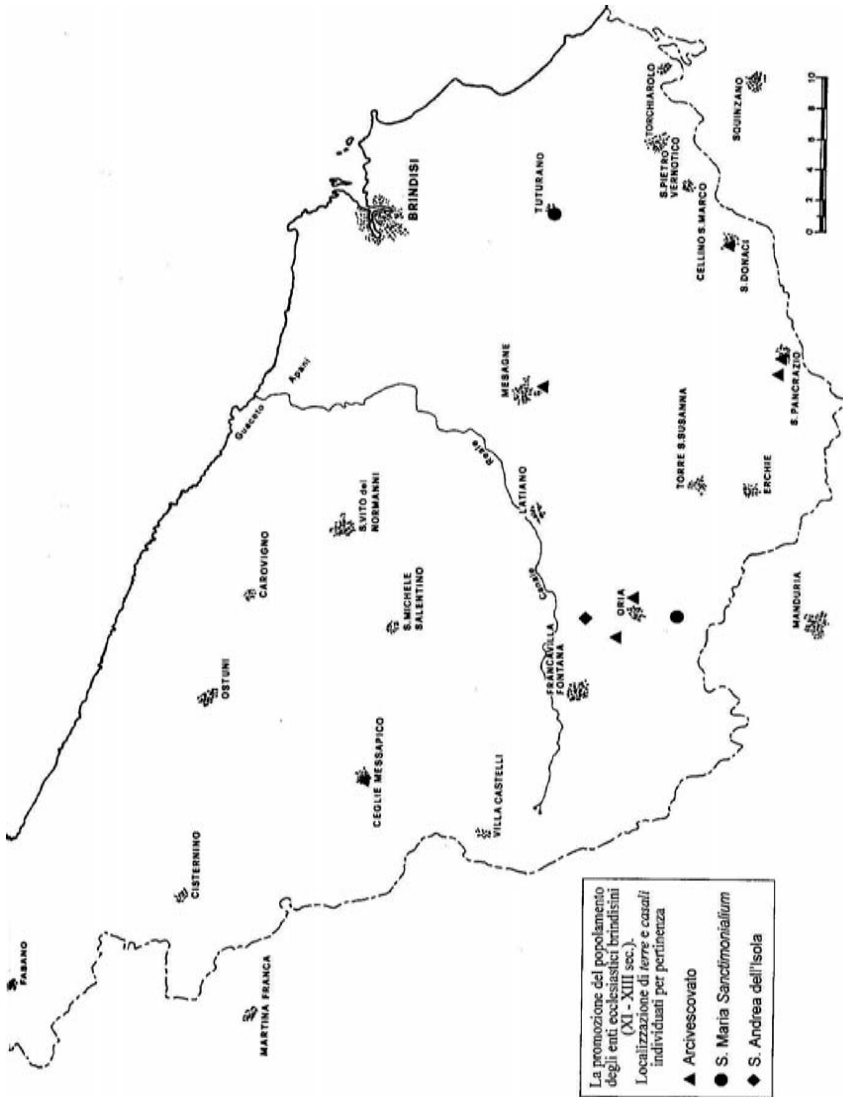 FASANO
CISTERNINO
MARTINA FRANCA
OSTUNI
CAROVIGNO
CEGLIE MESSAPICO
S. MICHELE
SALENTINO
S. VITO dei
NORMANNI
VILLA CASTELLI
Guaceto
Apani
BRINDISI
Canale
Reale
LATIANO
MESAGNE
TUTURANO
FRANCAVILLA
FONTANA
ORIA
TORRE S. SUSANNA
ERCHIE
MANDURIA
S. PANCRAZIO
S. DONACI
CELLINO S. MARCO
S. PIETRO
VERNOTICO
TORCHIAROLO
SQUINZANO
0 2 4 6 8 10
La promozione del popolamento
degli enti ecclesiastici brindisini
(XI - XIII sec.).
Localizzazione di terre e casali
individuati per pertinenza
▲ Arcivescovato
● S. Maria Sanctimonialium
◆ S. Andrea dell'Isola